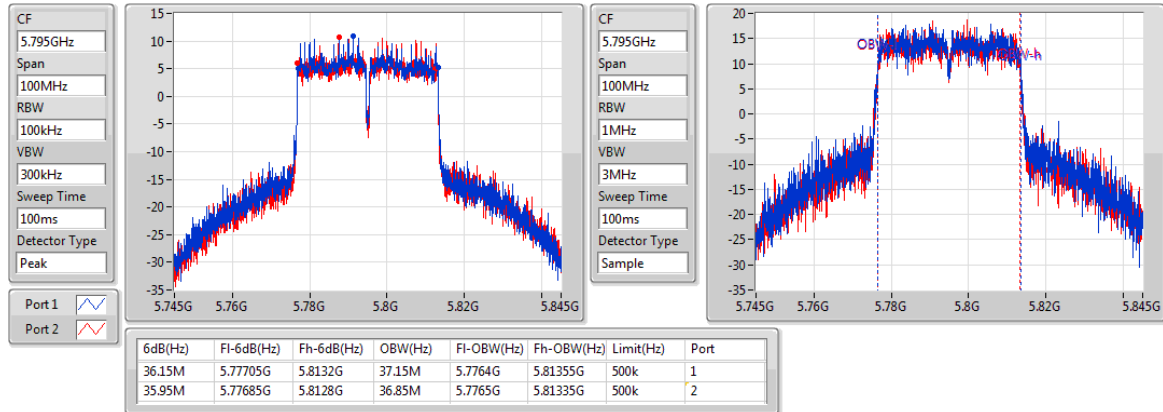 CF
5.795GHz
Span
100MHz
RBW
100kHz
VBW
300kHz
Sweep Time
100ms
Detector Type
Peak
Port 1
Port 2
15
10
5
0
-5
-10
-15
-20
-25
-30
-35
5.745G 5.76G 5.78G 5.8G 5.82G 5.845G
CF
5.795GHz
Span
100MHz
RBW
1MHz
VBW
3MHz
Sweep Time
100ms
Detector Type
Sample
20
15
10
5
0
-5
-10
-15
-20
-25
-30
-35
5.745G 5.76G 5.78G 5.8G 5.82G 5.845G
6dB(Hz) Fl-6dB(Hz) Fh-6dB(Hz) OBW(Hz) Fl-OBW(Hz) Fh-OBW(Hz) Limit(Hz) Port
36.15M 5.77705G 5.8132G 37.15M 5.7764G 5.81355G 500k 1
35.95M 5.77685G 5.8128G 36.85M 5.7765G 5.81335G 500k 2